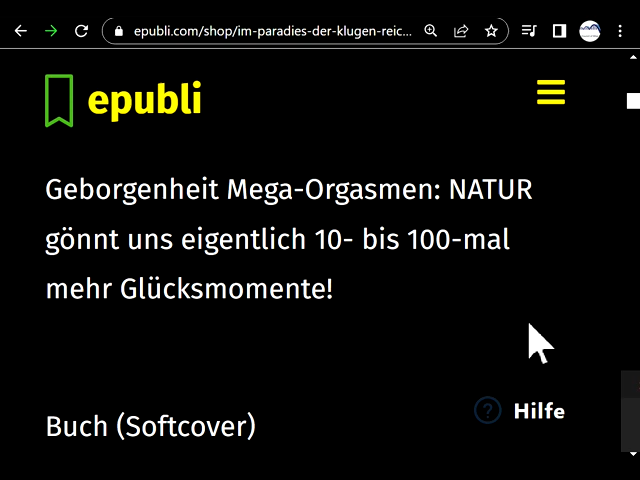 epubli.com/shop/im-paradies-der-klugen-reic...
epubli
Geborgenheit Mega-Orgasmen: NATUR
gönnt uns eigentlich 10- bis 100-mal
mehr Glücksmomente!
Hilfe
Buch (Softcover)